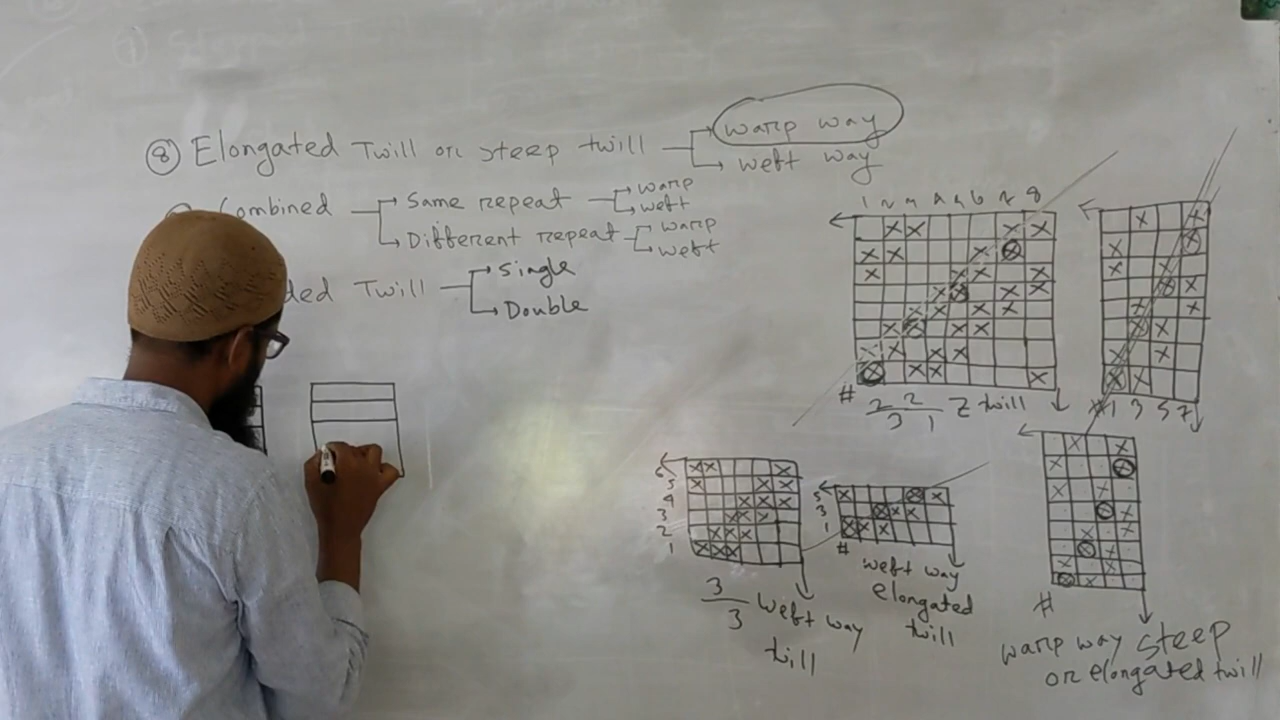 ⑧ Elongated Twill or steep twill
warp way
weft way
Combined
Same repeat
warp
weft
Different repeat
warp
weft
ded Twill
Single
Double
1 2 3 4 5 6 7 8
# 2 2 / 3 1 Z twill
# 1 3 5 7
6
5
4
3
2
1
3 / 3 weft way
twill
5
3
1
#
weft way
elongated
twill
#
warp way steep
or elongated twill